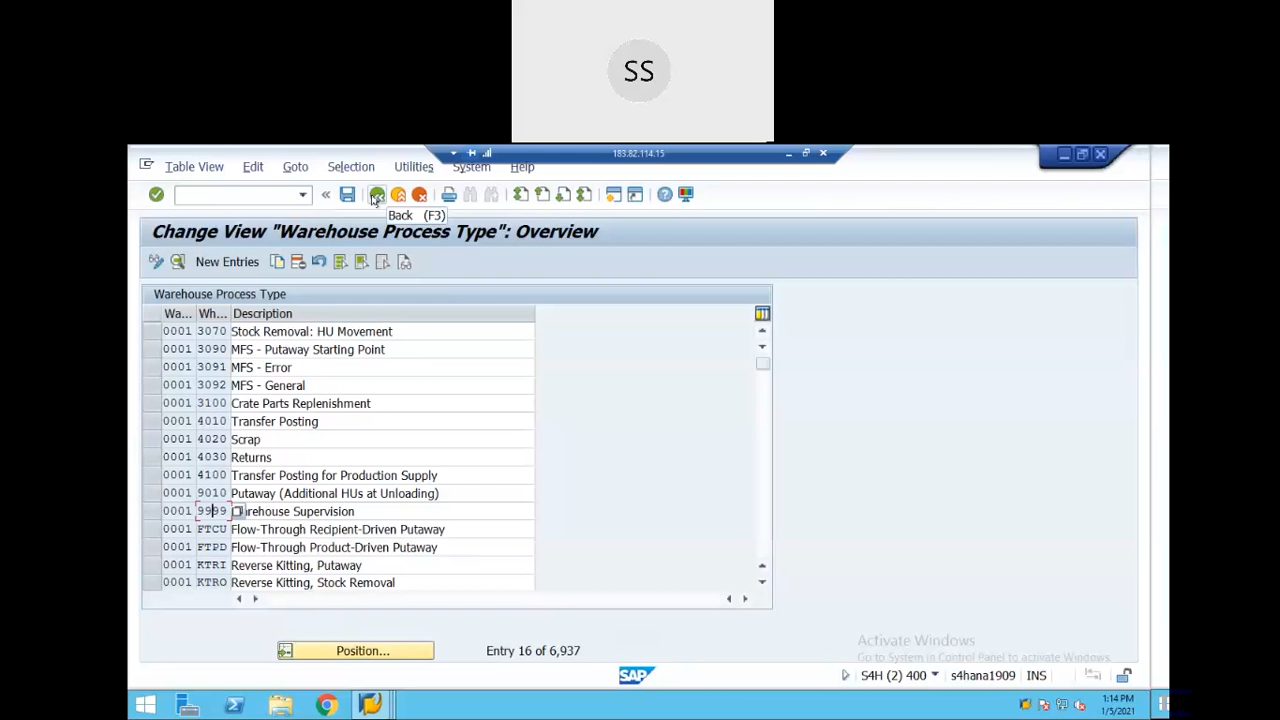 SS
183.82.114.15
Table View Edit Goto Selection Utilities System Help
Back (F3)
Change View "Warehouse Process Type": Overview
New Entries
Warehouse Process Type
Wa... Wh... Description
0001 3070 Stock Removal: HU Movement
0001 3090 MFS - Putaway Starting Point
0001 3091 MFS - Error
0001 3092 MFS - General
0001 3100 Crate Parts Replenishment
0001 4010 Transfer Posting
0001 4020 Scrap
0001 4030 Returns
0001 4100 Transfer Posting for Production Supply
0001 9010 Putaway (Additional HUs at Unloading)
0001 9999 arehouse Supervision
0001 FTCU Flow-Through Recipient-Driven Putaway
0001 FTPD Flow-Through Product-Driven Putaway
0001 KTRI Reverse Kitting, Putaway
0001 KTRO Reverse Kitting, Stock Removal
Position... Entry 16 of 6,937
Activate Windows
Go to System in Control Panel to activate Windows.
SAP S4H (2) 400 s4hana1909 INS
1:14 PM
1/5/2021